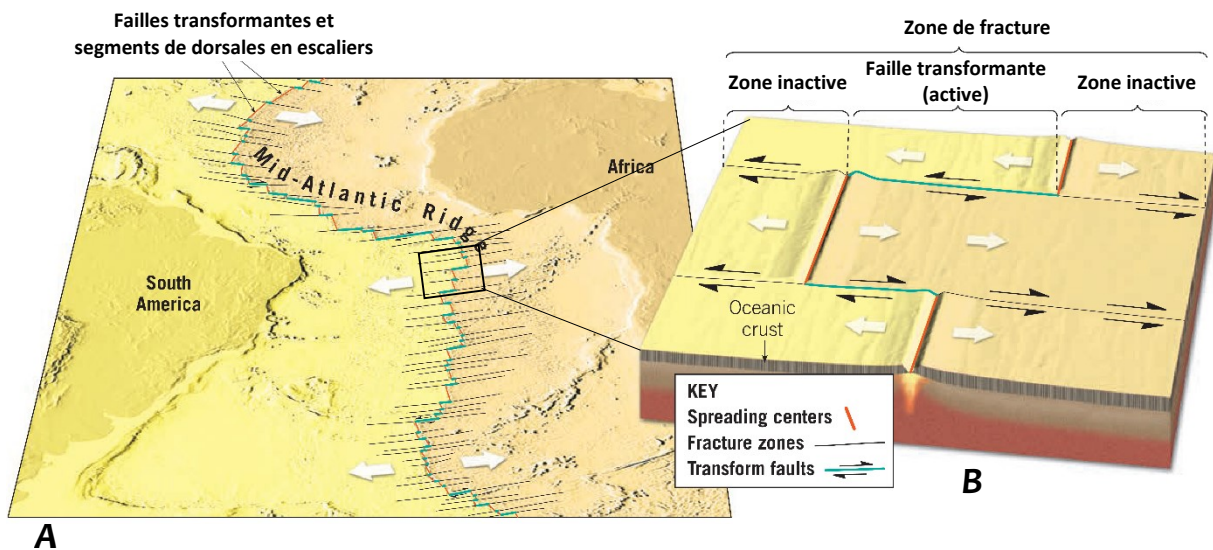 Failles transformantes et
segments de dorsales en escaliers
Mid-Atlantic Ridge
Africa
South
America
A
Zone de fracture
Zone inactive
Faille transformante
(active)
Zone inactive
Oceanic
crust
KEY
Spreading centers
Fracture zones
Transform faults
B